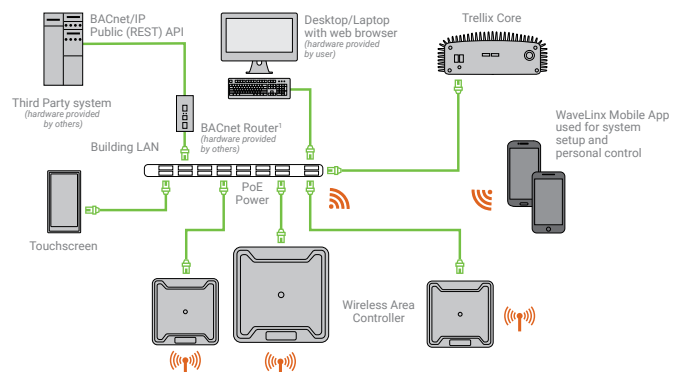 BACnet/IP
Public (REST) API
Desktop/Laptop
with web browser
(hardware provided
by user)
Trellix Core
Third Party system
(hardware provided
by others)
BACnet Router¹
(hardware provided
by others)
Building LAN
WaveLinx Mobile App
used for system
setup and
personal control
PoE
Power
Touchscreen
Wireless Area
Controller